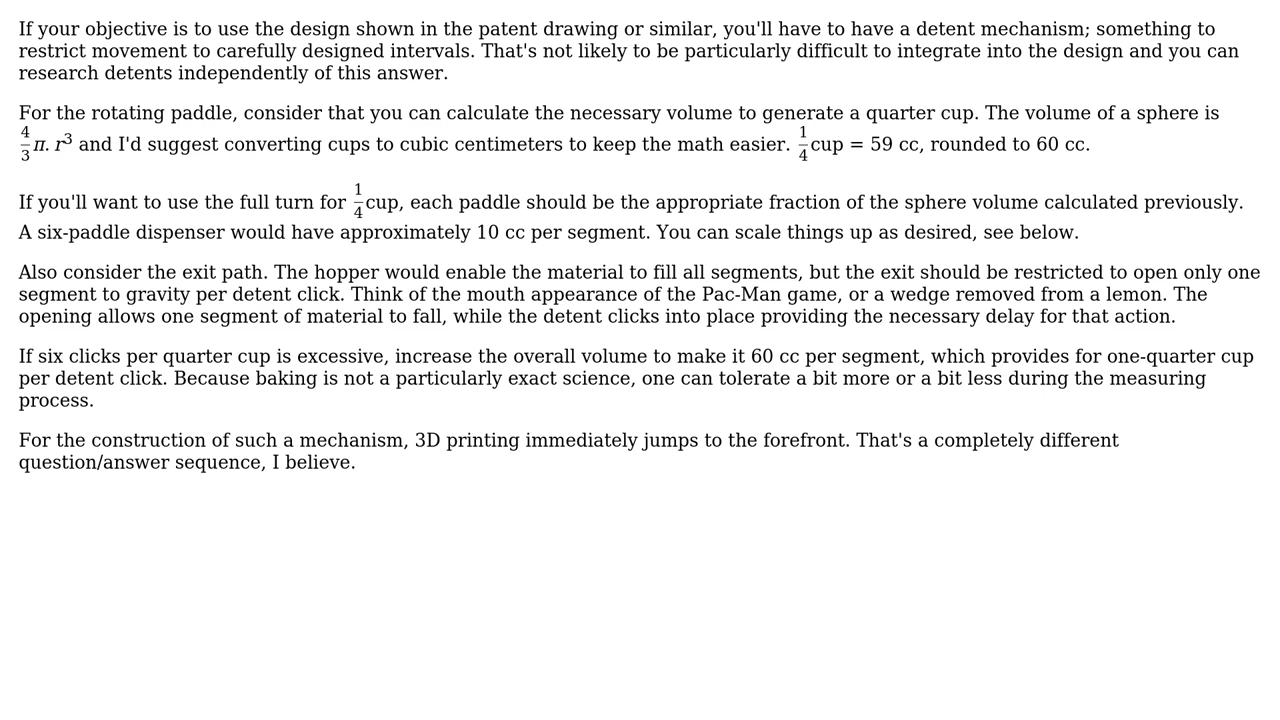 If your objective is to use the design shown in the patent drawing or similar, you'll have to have a detent mechanism; something to
restrict movement to carefully designed intervals. That's not likely to be particularly difficult to integrate into the design and you can
research detents independently of this answer.
For the rotating paddle, consider that you can calculate the necessary volume to generate a quarter cup. The volume of a sphere is
$\frac{4}{3}\pi . r^3$ and I'd suggest converting cups to cubic centimeters to keep the math easier. $\frac{1}{4}$cup = 59 cc, rounded to 60 cc.
If you'll want to use the full turn for $\frac{1}{4}$cup, each paddle should be the appropriate fraction of the sphere volume calculated previously.
A six-paddle dispenser would have approximately 10 cc per segment. You can scale things up as desired, see below.
Also consider the exit path. The hopper would enable the material to fill all segments, but the exit should be restricted to open only one
segment to gravity per detent click. Think of the mouth appearance of the Pac-Man game, or a wedge removed from a lemon. The
opening allows one segment of material to fall, while the detent clicks into place providing the necessary delay for that action.
If six clicks per quarter cup is excessive, increase the overall volume to make it 60 cc per segment, which provides for one-quarter cup
per detent click. Because baking is not a particularly exact science, one can tolerate a bit more or a bit less during the measuring
process.
For the construction of such a mechanism, 3D printing immediately jumps to the forefront. That's a completely different
question/answer sequence, I believe.